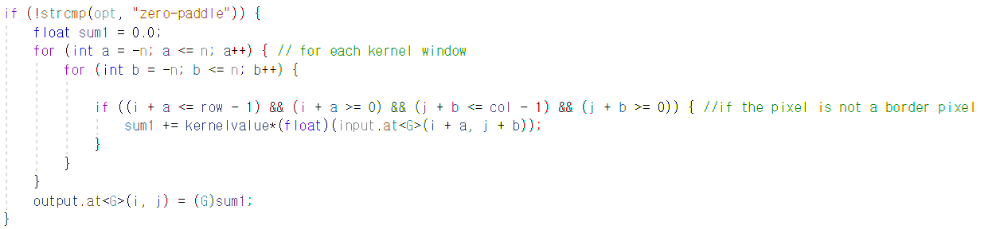 if (!strcmp(opt, "zero-paddle")) {
float sum1 = 0.0;
for (int a = -n; a <= n; a++) { // for each kernel window
for (int b = -n; b <= n; b++) {
if ((i + a <= row - 1) && (i + a >= 0) && (j + b <= col - 1) && (j + b >= 0)) { //if the pixel is not a border pixel
sum1 += kernelvalue*(float)(input.at<G>(i + a, j + b));
}
}
}
output.at<G>(i, j) = (G)sum1;
}